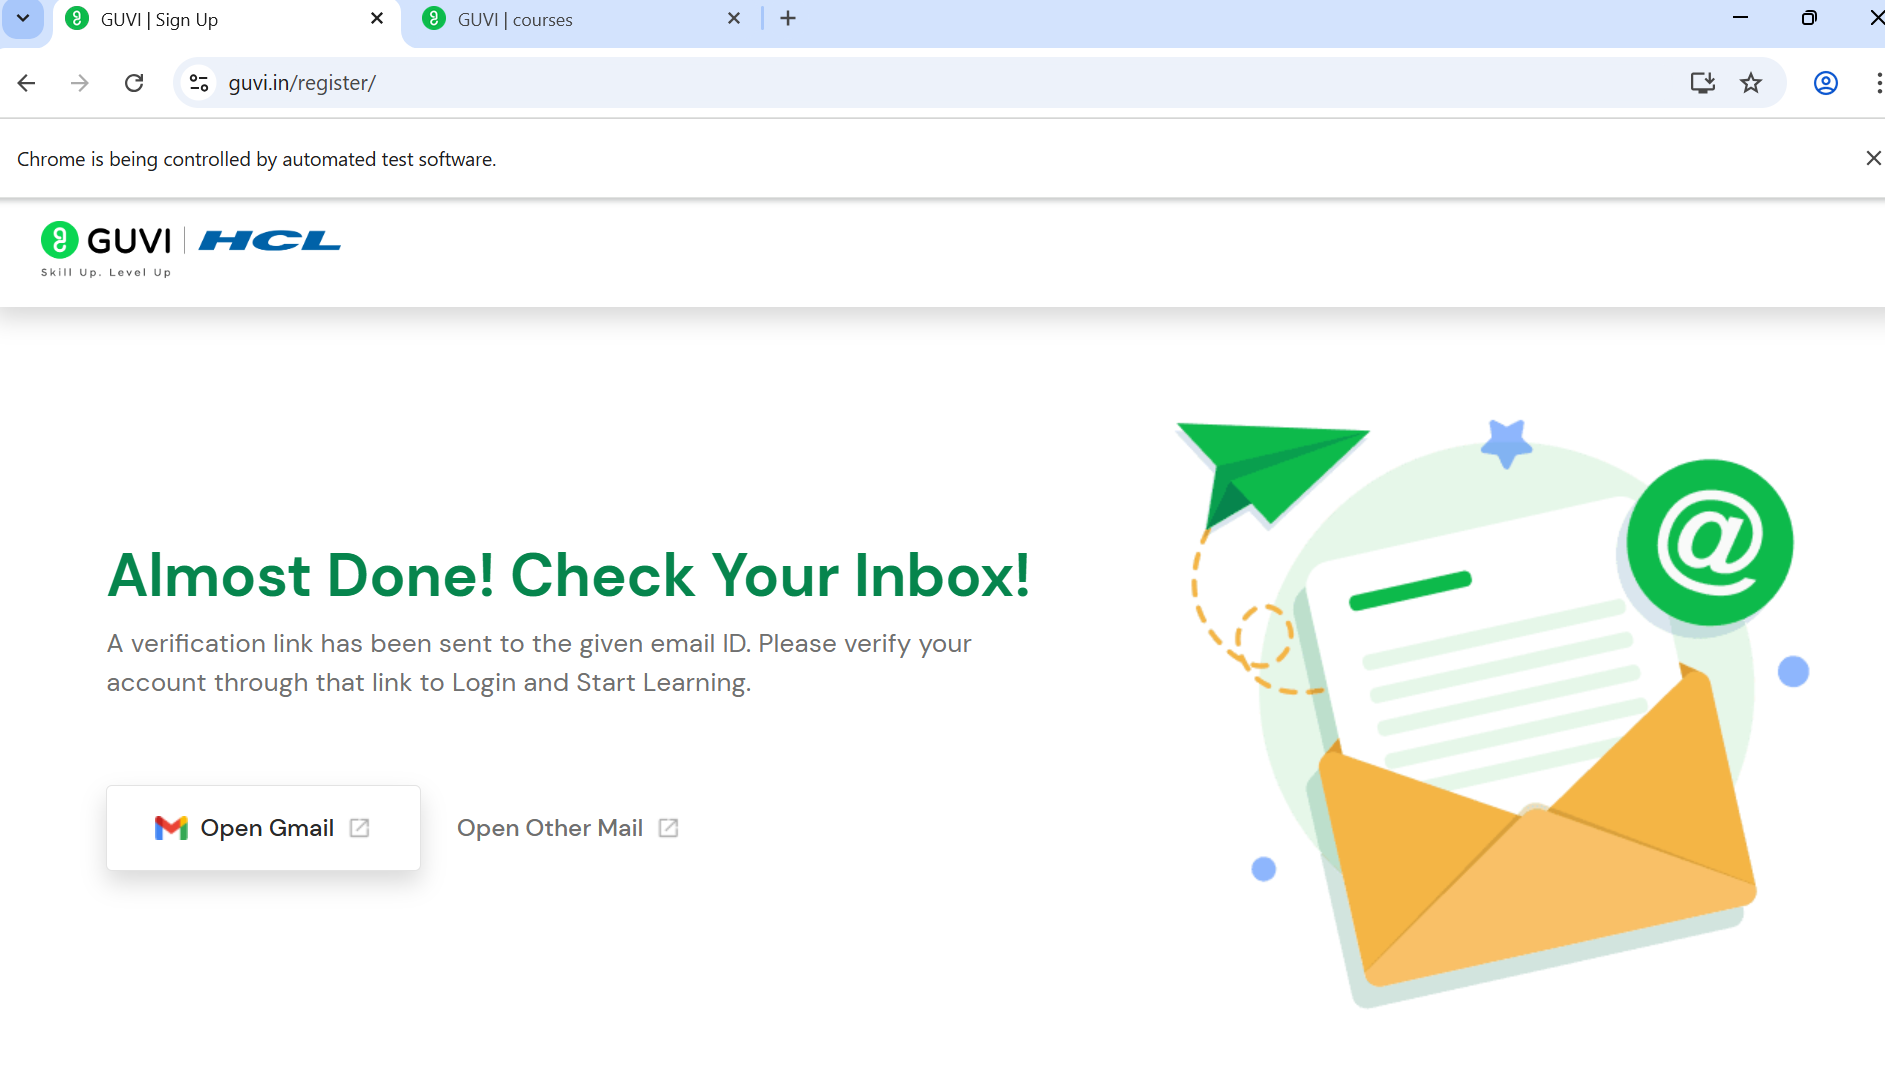 GUVI | Sign Up
GUVI | courses
guvi.in/register/
Chrome is being controlled by automated test software.
GUVI | HCL
Skill Up. Level Up
Almost Done! Check Your Inbox!
A verification link has been sent to the given email ID. Please verify your
account through that link to Login and Start Learning.
Open Gmail
Open Other Mail
@